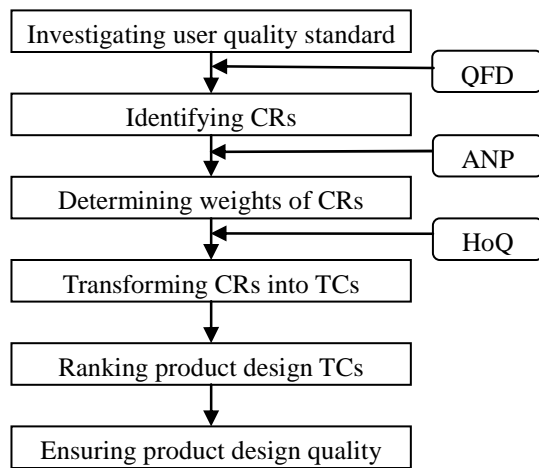 Investigating user quality standard
QFD
Identifying CRs
ANP
Determining weights of CRs
HoQ
Transforming CRs into TCs
Ranking product design TCs
Ensuring product design quality